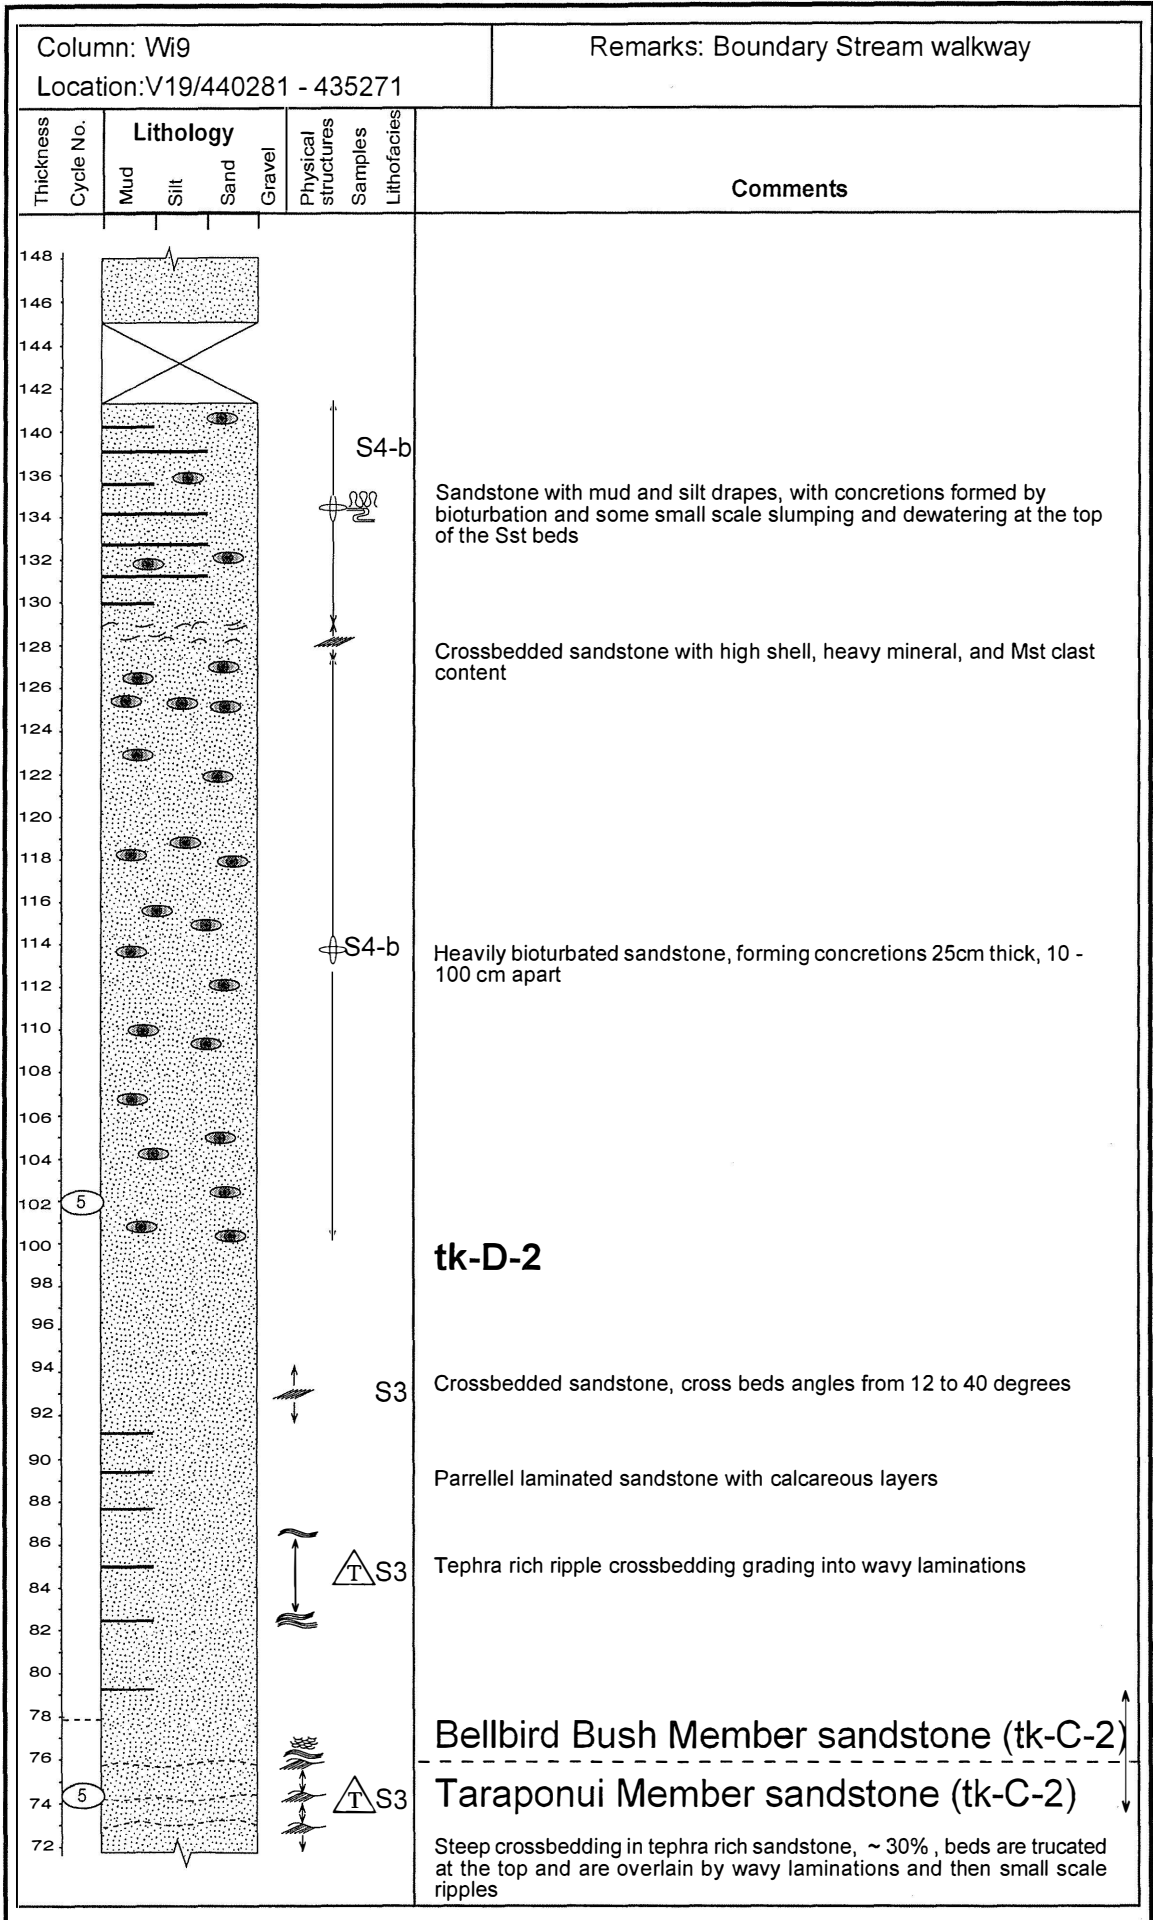 Column: Wi9
Location:V19/440281 - 435271
Remarks: Boundary Stream walkway
Thickness
Cycle No.
Lithology
Mud
Silt
Sand
Gravel
Physical structures
Samples
Lithofacies
Comments
148
146
144
142
140
S4-b
136
Sandstone with mud and silt drapes, with concretions formed by
bioturbation and some small scale slumping and dewatering at the top
of the Sst beds
134
132
130
128
Crossbedded sandstone with high shell, heavy mineral, and Mst clast
content
126
124
122
120
118
116
114
S4-b
Heavily bioturbated sandstone, forming concretions 25cm thick, 10 -
100 cm apart
112
110
108
106
104
102
5
100
tk-D-2
98
96
94
S3
Crossbedded sandstone, cross beds angles from 12 to 40 degrees
92
90
Parrellel laminated sandstone with calcareous layers
88
86
T
S3
Tephra rich ripple crossbedding grading into wavy laminations
84
82
80
78
Bellbird Bush Member sandstone (tk-C-2)
76
5
T
S3
Taraponui Member sandstone (tk-C-2)
74
72
Steep crossbedding in tephra rich sandstone, ~ 30% , beds are trucated
at the top and are overlain by wavy laminations and then small scale
ripples